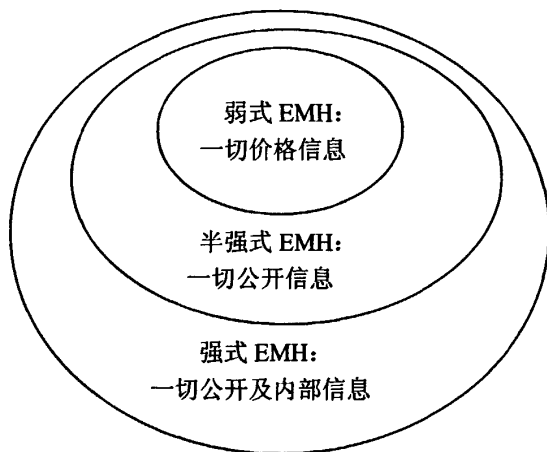 弱式 EMH：
一切价格信息
半强式 EMH：
一切公开信息
强式 EMH：
一切公开及内部信息